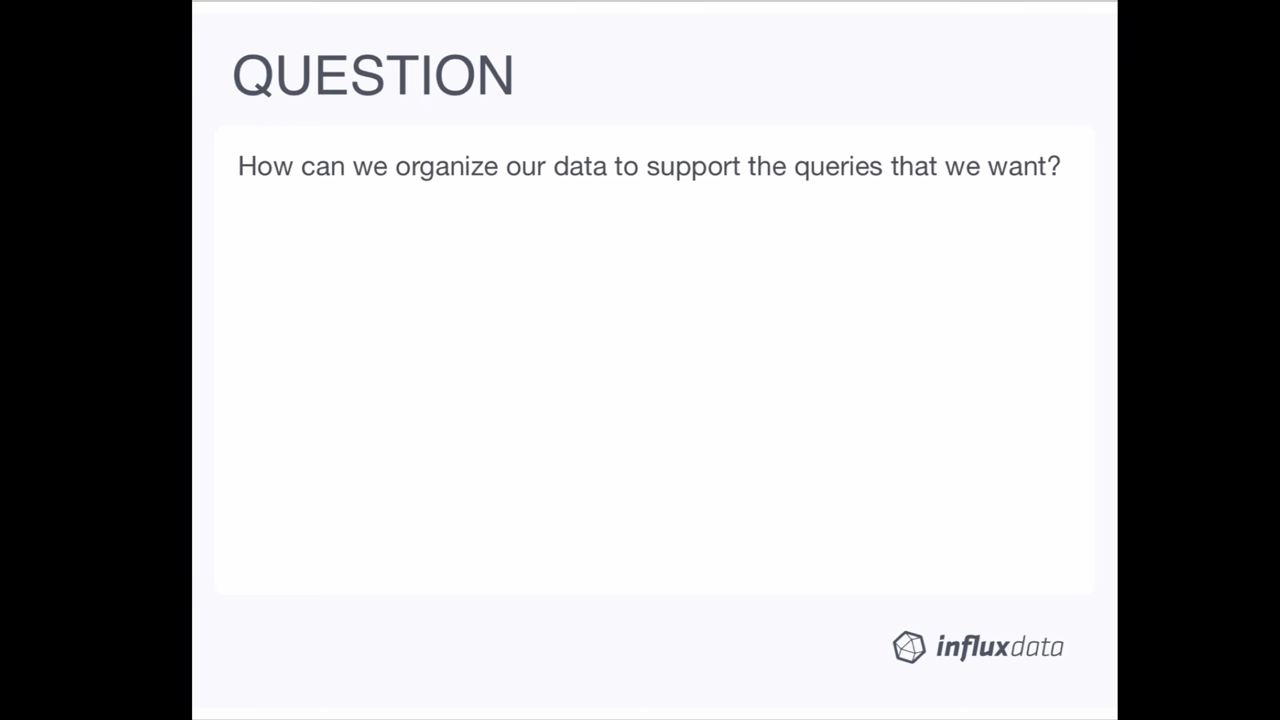 QUESTION
How can we organize our data to support the queries that we want?
influxdata